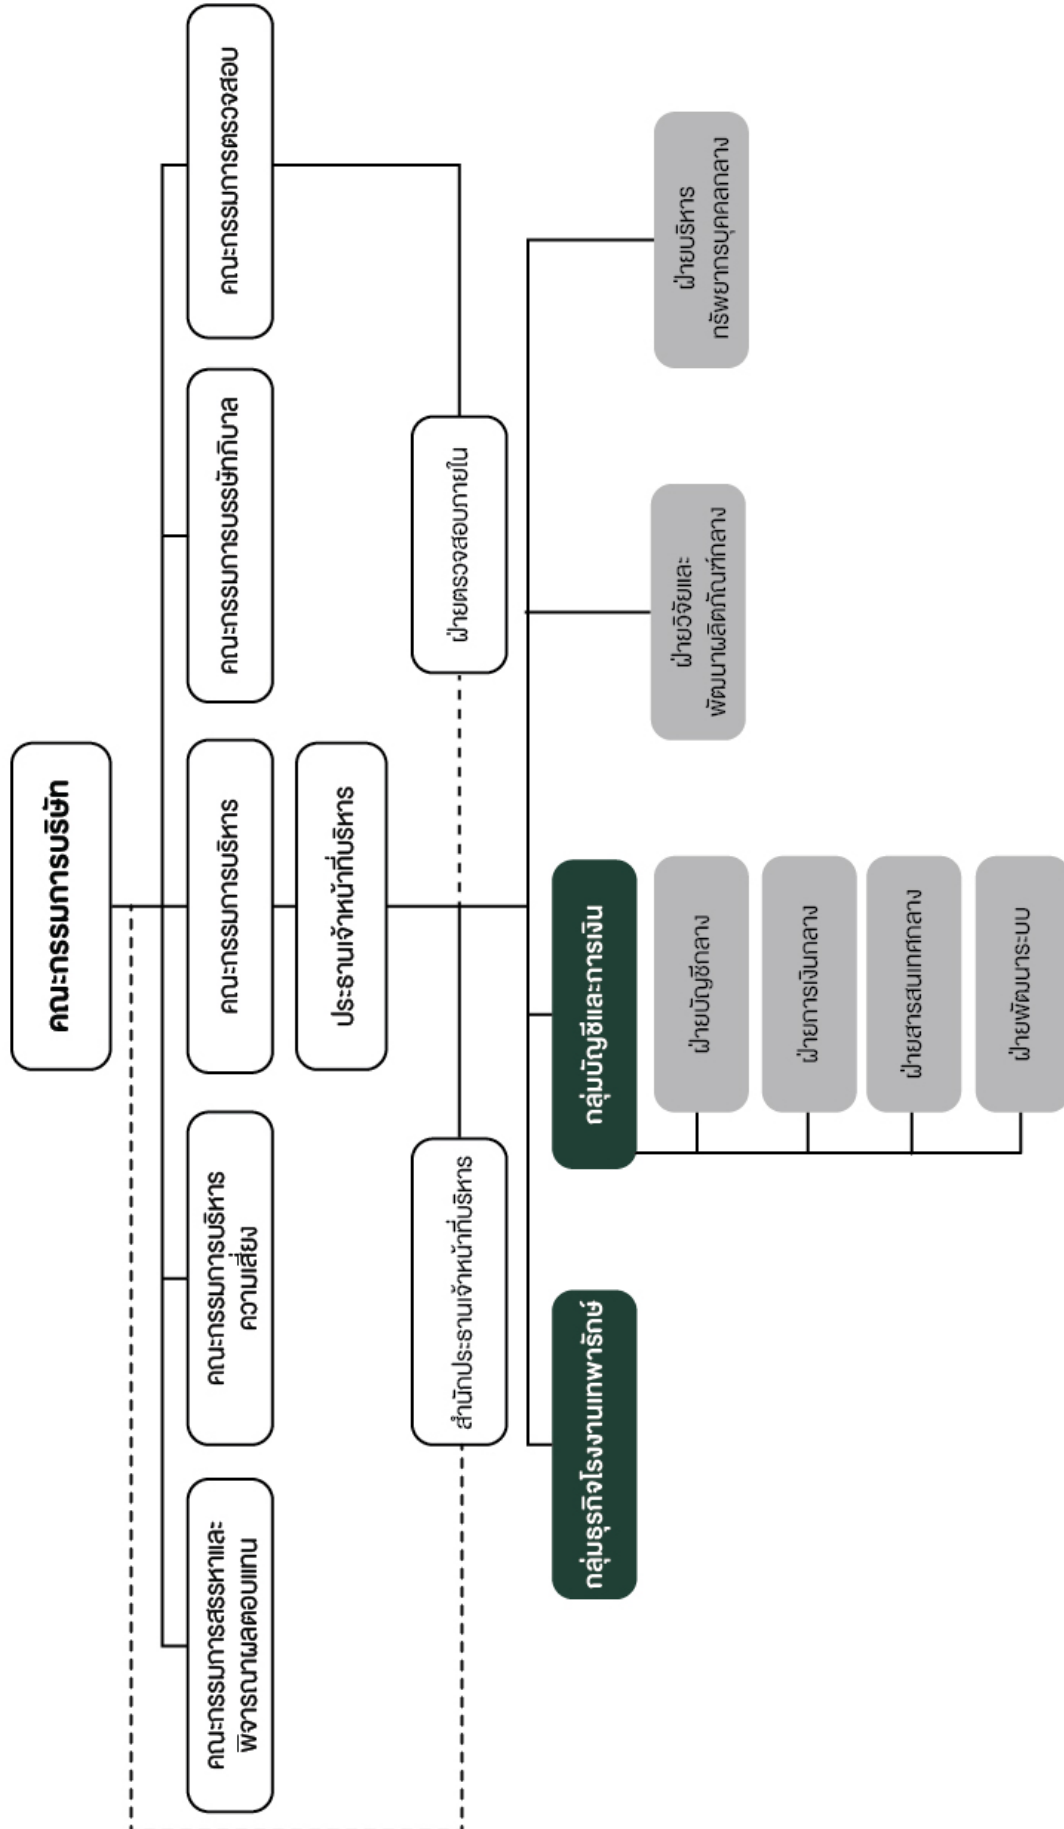 คณะกรรมการบริษัท
คณะกรรมการสรรหาและ
พิจารณาผลตอบแทน
คณะกรรมการบริหาร
ความเสี่ยง
คณะกรรมการบริหาร
คณะกรรมการบรรษัทภิบาล
คณะกรรมการตรวจสอบ
ประธานเจ้าหน้าที่บริหาร
สำนักประธานเจ้าหน้าที่บริหาร
ฝ่ายตรวจสอบภายใน
กลุ่มธุรกิจโรงงานเทพารักษ์
กลุ่มบัญชีและการเงิน
ฝ่ายวิจัยและ
พัฒนาผลิตภัณฑ์กลาง
ฝ่ายบริหาร
ทรัพยากรบุคคลกลาง
ฝ่ายบัญชีกลาง
ฝ่ายการเงินกลาง
ฝ่ายสารสนเทศกลาง
ฝ่ายพัฒนาระบบ